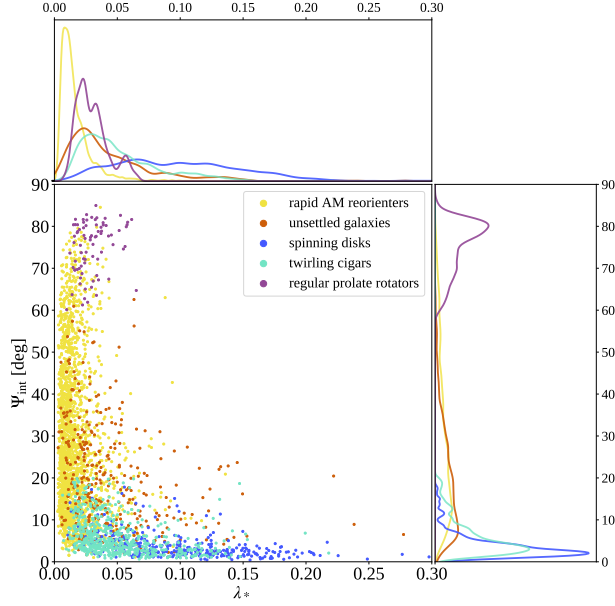 0.00 0.05 0.10 0.15 0.20 0.25 0.30
90 90
80 80
70 70
60 60
50 50
40 40
30 30
20 20
10 10
0 0
rapid AM reorienters
unsettled galaxies
spinning disks
twirling cigars
regular prolate rotators
Ψint [deg]
0.00 0.05 0.10 0.15 0.20 0.25 0.30
λ*